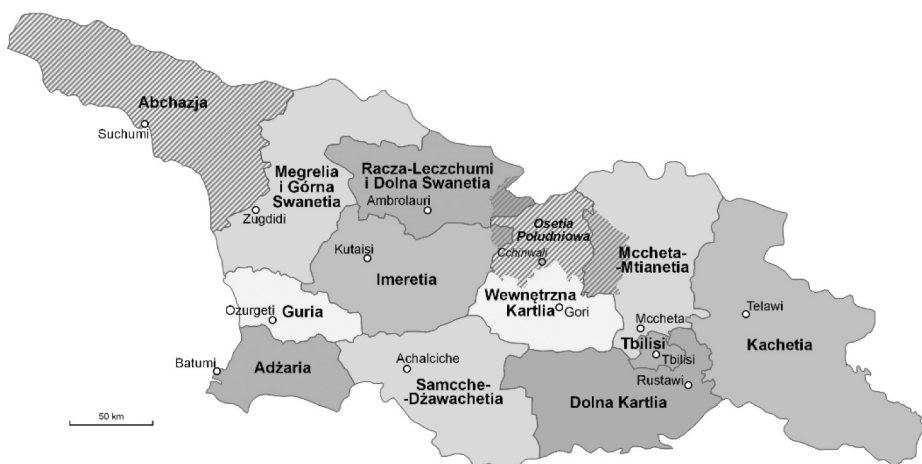 Abchazja
Suchumi
Megrelia
i Górna
Swanetia
Zugdidi
Racza-Leczchumi
i Dolna Swanetia
Ambrolauri
Kutaisi
Imeretia
Osetia
Południowa
Cchinwali
Mccheta-
-Mtianetia
Wewnętrzna
Kartlia
Gori
Mccheta
Telawi
Kachetia
Ozurgeti
Guria
Tbilisi
Tbilisi
Batumi
Adżaria
Achalciche
Samcche-
-Dżawachetia
Rustawi
Dolna Kartlia
50 km